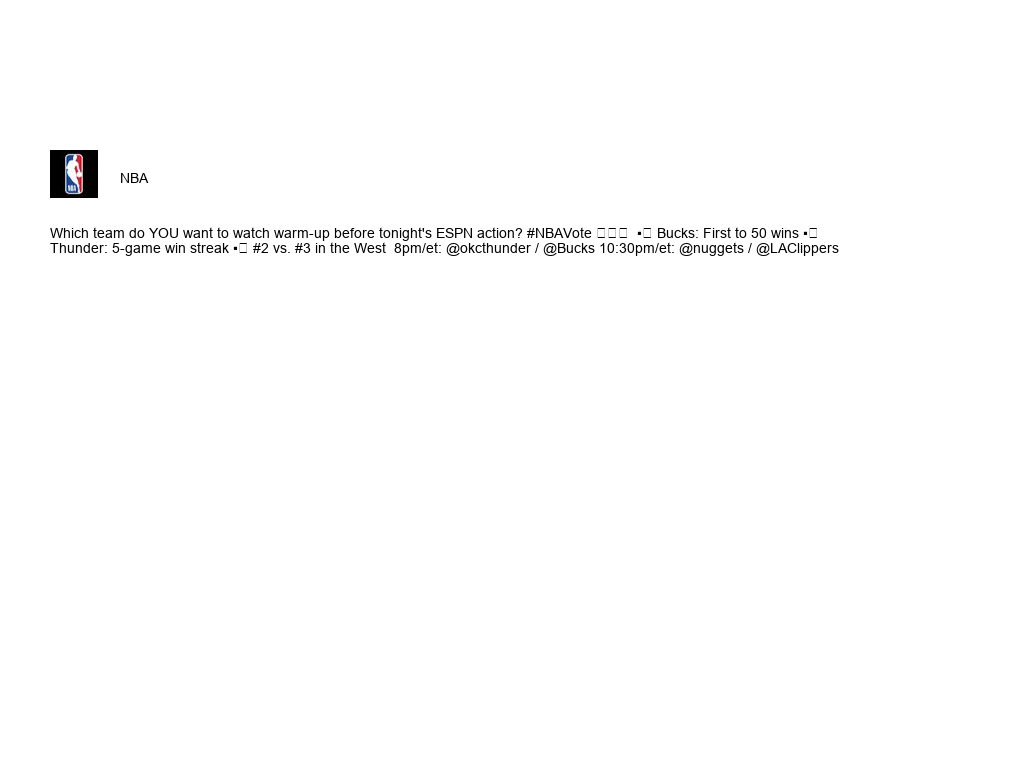 NBA
Which team do YOU want to watch warm-up before tonight's ESPN action? #NBAVote □□□  ▪□ Bucks: First to 50 wins ▪□
Thunder: 5-game win streak ▪□ #2 vs. #3 in the West  8pm/et: @okcthunder / @Bucks 10:30pm/et: @nuggets / @LAClippers